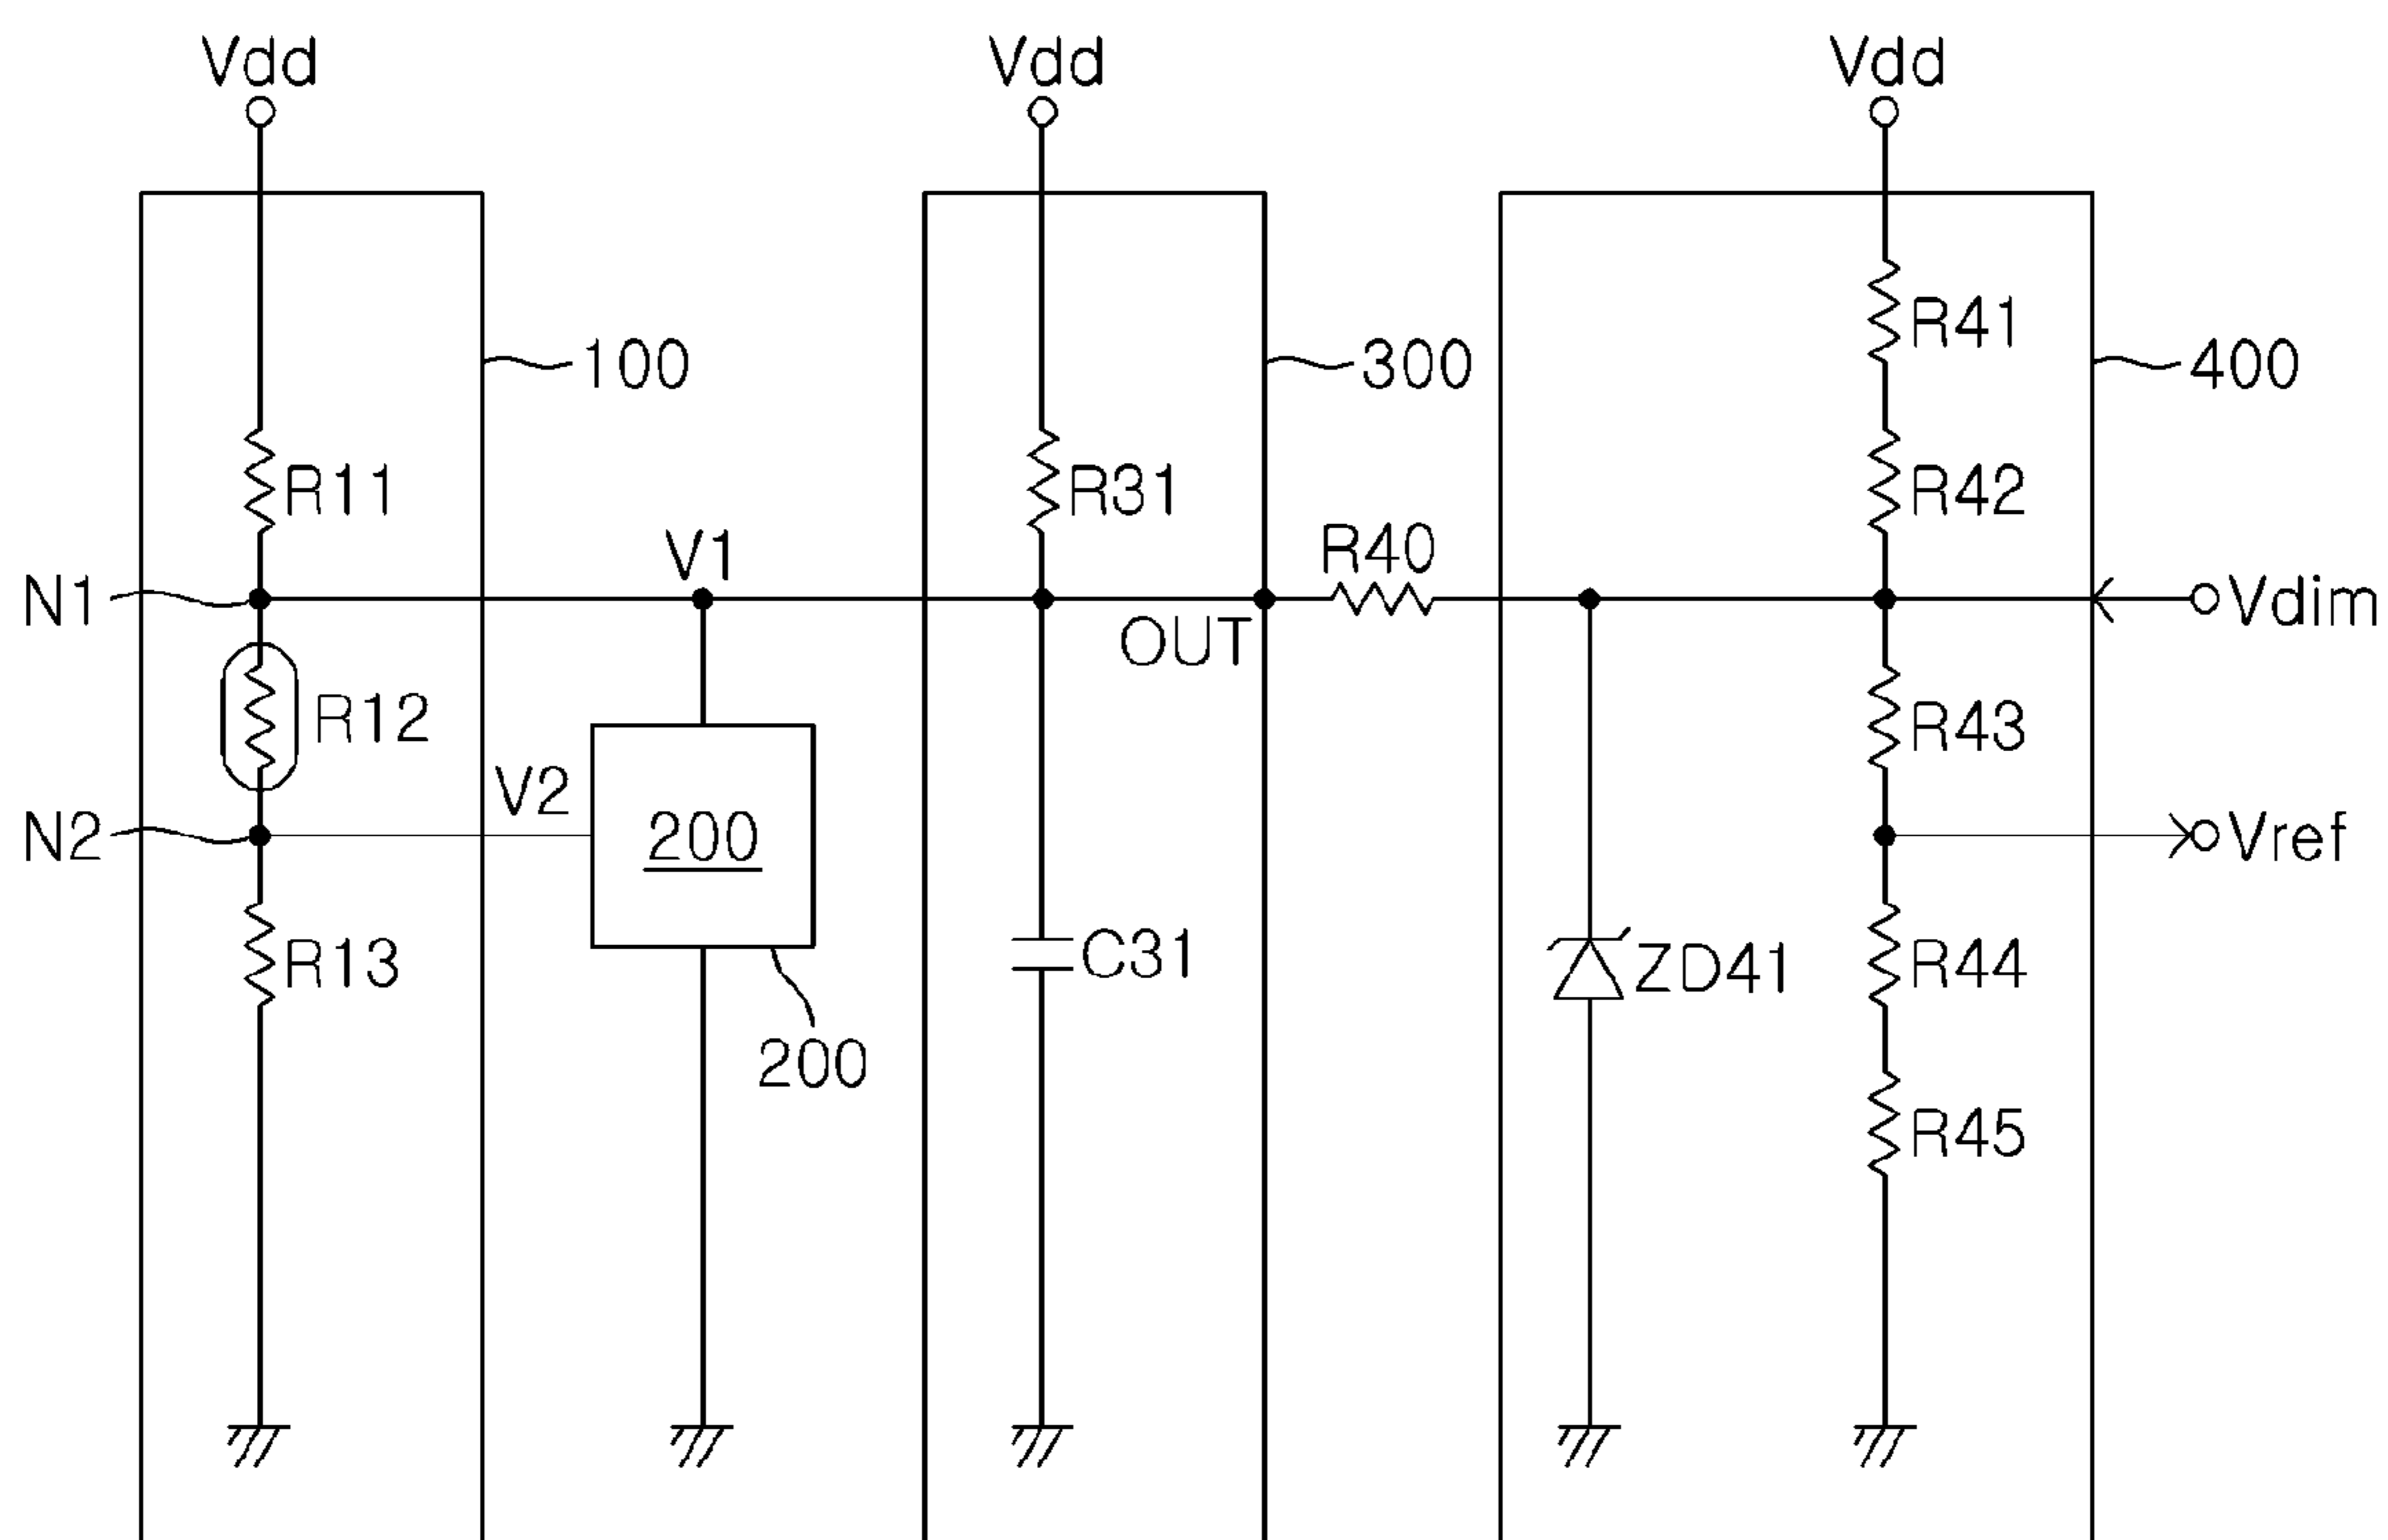 Vdd
Vdd
Vdd
R41
100
300
400
R11
R31
R42
V1
R40
N1
Vdim
OUT
R12
R43
V2
N2
200
Vref
R13
C31
ZD41
R44
200
R45